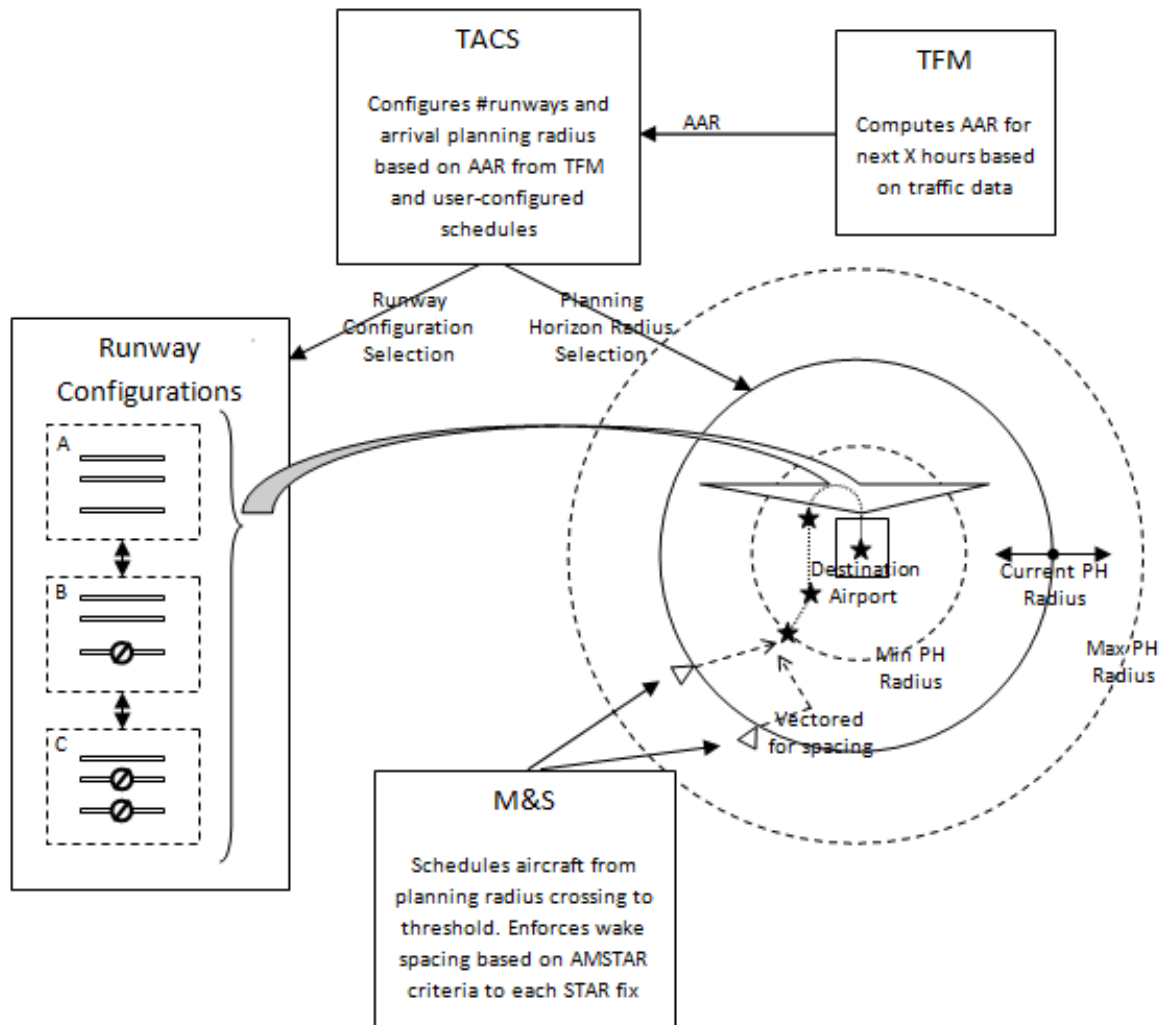 TACS
Configures #runways and
arrival planning radius
based on AAR from TFM
and user-configured
schedules
AAR
TFM
Computes AAR for
next X hours based
on traffic data
Runway
Configuration
Selection
Planning
Horizon Radius
Selection
Runway
Configurations
A
B
C
Destination
Airport
Current PH
Radius
Min PH
Radius
Max PH
Radius
Vectored
for spacing
M&S
Schedules aircraft from
planning radius crossing to
threshold. Enforces wake
spacing based on AMSTAR
criteria to each STAR fix